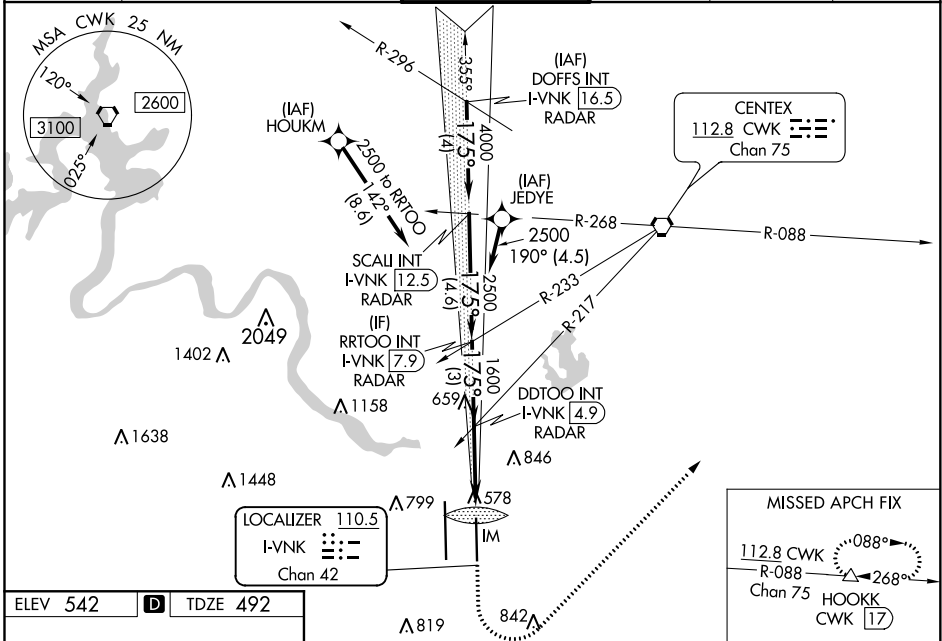 MSA CWK 25 NM
120°
2600
3100
025°
R-296
(IAF)
HOUKM
2500 to RRTOO
142°
(8.6)
355°
(IAF)
DOFFS INT
I-VNK 16.5
RADAR
4000
175°
(4)
CENTEX
112.8 CWK
Chan 75
(IAF)
JEDYE
R-268
R-088
2500
190° (4.5)
SCALI INT
I-VNK 12.5
RADAR
2500
175°
(4.6)
R-233
R-217
(IF)
RRTOO INT
I-VNK 7.9
RADAR
1600
175°
(3)
DDTOO INT
I-VNK 4.9
RADAR
2049
1402
1158
659
1638
846
1448
799
578
IM
LOCALIZER 110.5
I-VNK
Chan 42
MISSED APCH FIX
088°
112.8 CWK
R-088
268°
Chan 75
HOOKK
CWK 17
ELEV 542 D TDZE 492
819
842